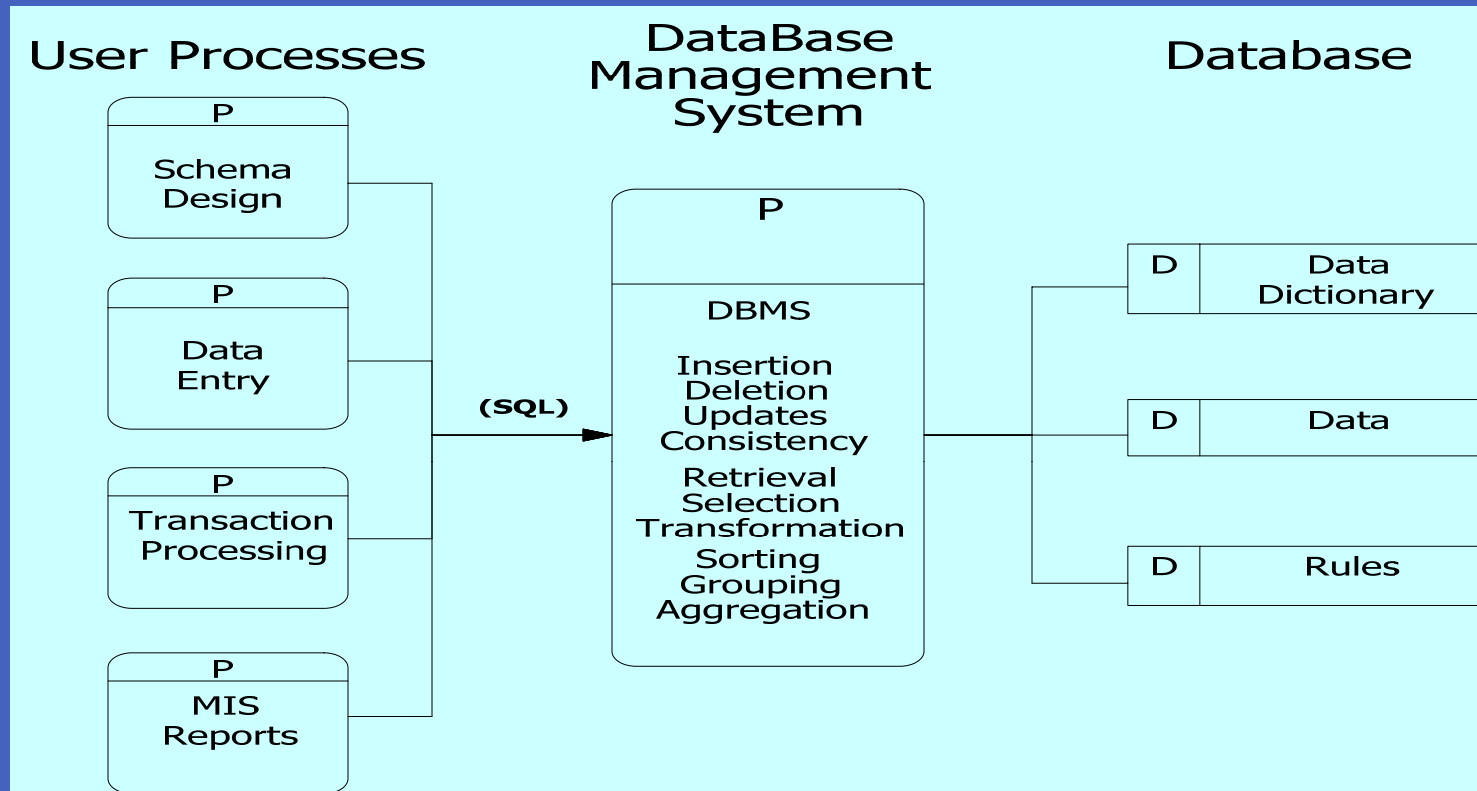 User Processes
DataBase
Management
System
Database
P
Schema
Design
P
Data
Entry
P
Transaction
Processing
P
MIS
Reports
(SQL)
P
DBMS
Insertion
Deletion
Updates
Consistency
Retrieval
Selection
Transformation
Sorting
Grouping
Aggregation
D
Data
Dictionary
D
Data
D
Rules